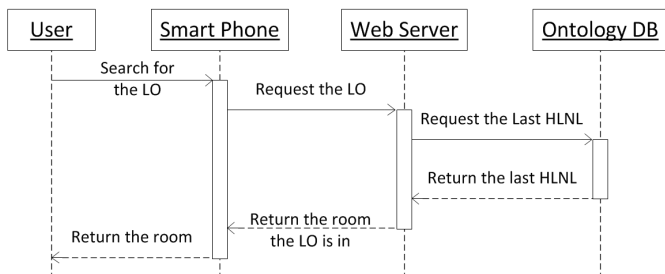 User
Smart Phone
Web Server
Ontology DB
Search for
the LO
Request the LO
Request the Last HLNL
Return the last HLNL
Return the room
the LO is in
Return the room